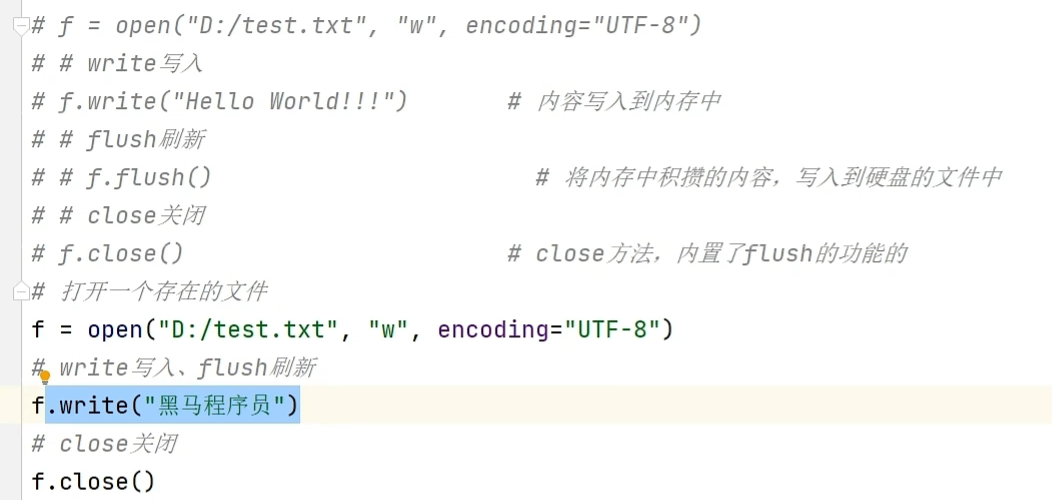 # f = open("D:/test.txt", "w", encoding="UTF-8")
# # write写入
# f.write("Hello World!!!")       # 内容写入到内存中
# # flush刷新
# # f.flush()                       # 将内存中积攒的内容，写入到硬盘的文件中
# # close关闭
# f.close()                       # close方法，内置了flush的功能的
# 打开一个存在的文件
f = open("D:/test.txt", "w", encoding="UTF-8")
# write写入、flush刷新
f.write("黑马程序员")
# close关闭
f.close()